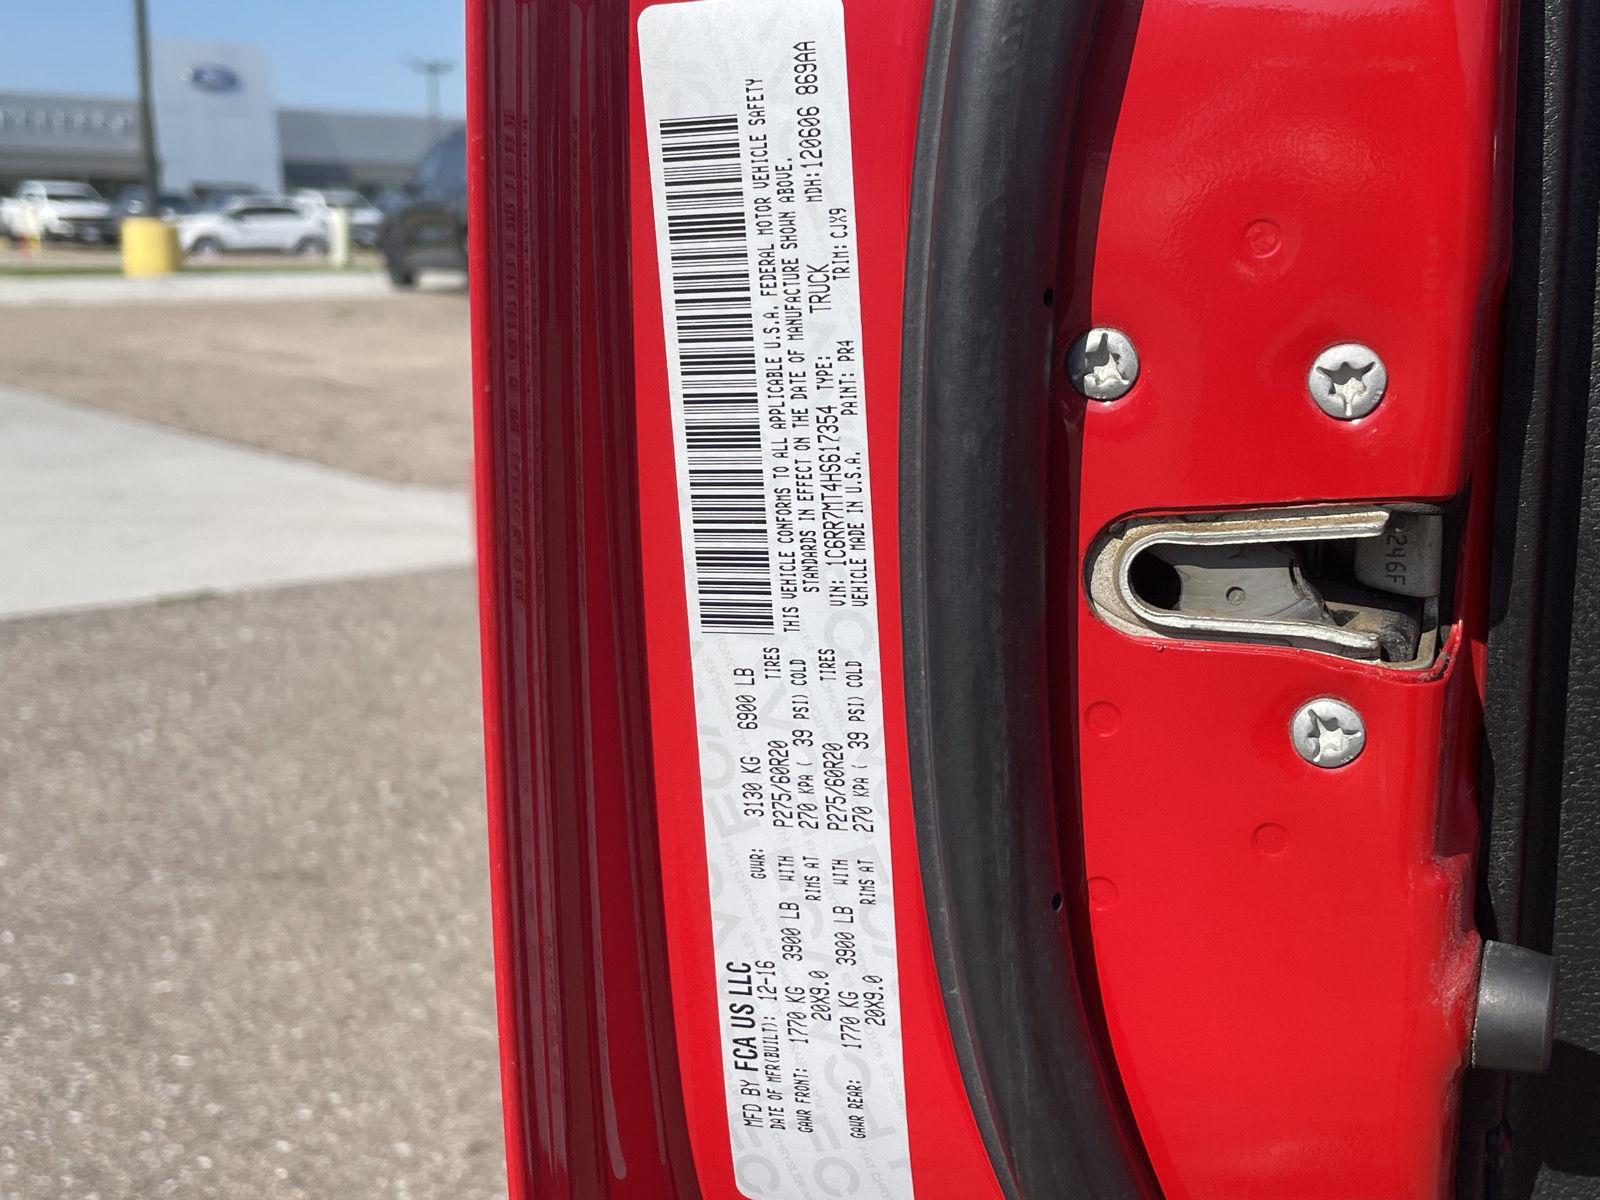 MFD BY FCA US LLC
DATE OF MFR(BUILT): 12-16 GVWR: 3130 KG 6900 LB
GAWR FRONT: 1770 KG 3900 LB WITH P275/60R20 TIRES
20X9.0 RIMS AT 270 KPA ( 39 PSI) COLD
GAWR REAR: 1770 KG 3900 LB WITH P275/60R20 TIRES
20X9.0 RIMS AT 270 KPA ( 39 PSI) COLD
THIS VEHICLE CONFORMS TO ALL APPLICABLE U.S.A. FEDERAL MOTOR VEHICLE SAFETY
STANDARDS IN EFFECT ON THE DATE OF MANUFACTURE SHOWN ABOVE.
VIN: 1C6RR7MT4HS617354 TYPE: TRUCK MDH:120606 869AA
VEHICLE MADE IN U.S.A. PAINT: PR4 TRIM: CJX9
246F
Ford